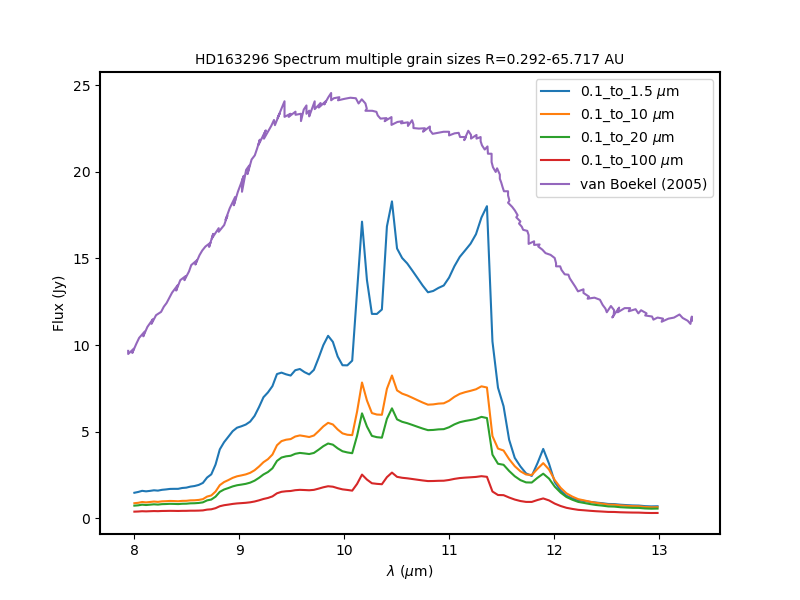 HD163296 Spectrum multiple grain sizes R=0.292-65.717 AU
0.1_to_1.5 μm
0.1_to_10 μm
0.1_to_20 μm
0.1_to_100 μm
van Boekel (2005)
Flux (Jy)
25
20
15
10
5
0
8 9 10 11 12 13
λ (μm)